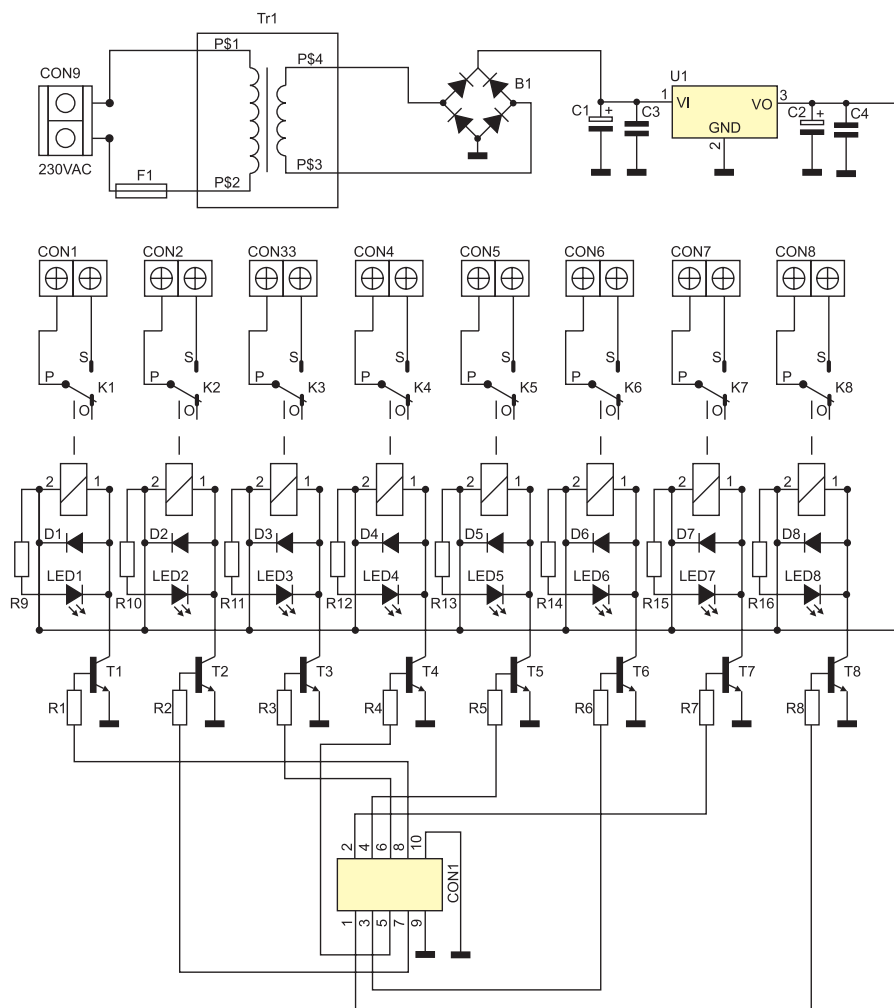 Tr1
CON9
P$1
P$4
B1
U1
1 VI VO 3
GND
2
C1 + C3 C2 + C4
230VAC
F1
P$2
P$3
CON1 CON2 CON33 CON4 CON5 CON6 CON7 CON8
S S S S S S S S
P K1 P K2 P K3 P K4 P K5 P K6 P K7 P K8
O O O O O O O O
2 1 2 1 2 1 2 1 2 1 2 1 2 1 2 1
D1 D2 D3 D4 D5 D6 D7 D8
LED1 LED2 LED3 LED4 LED5 LED6 LED7 LED8
R9 R10 R11 R12 R13 R14 R15 R16
T1 T2 T3 T4 T5 T6 T7 T8
R1 R2 R3 R4 R5 R6 R7 R8
2 4 6 8 10
CON1
1 3 5 7 9